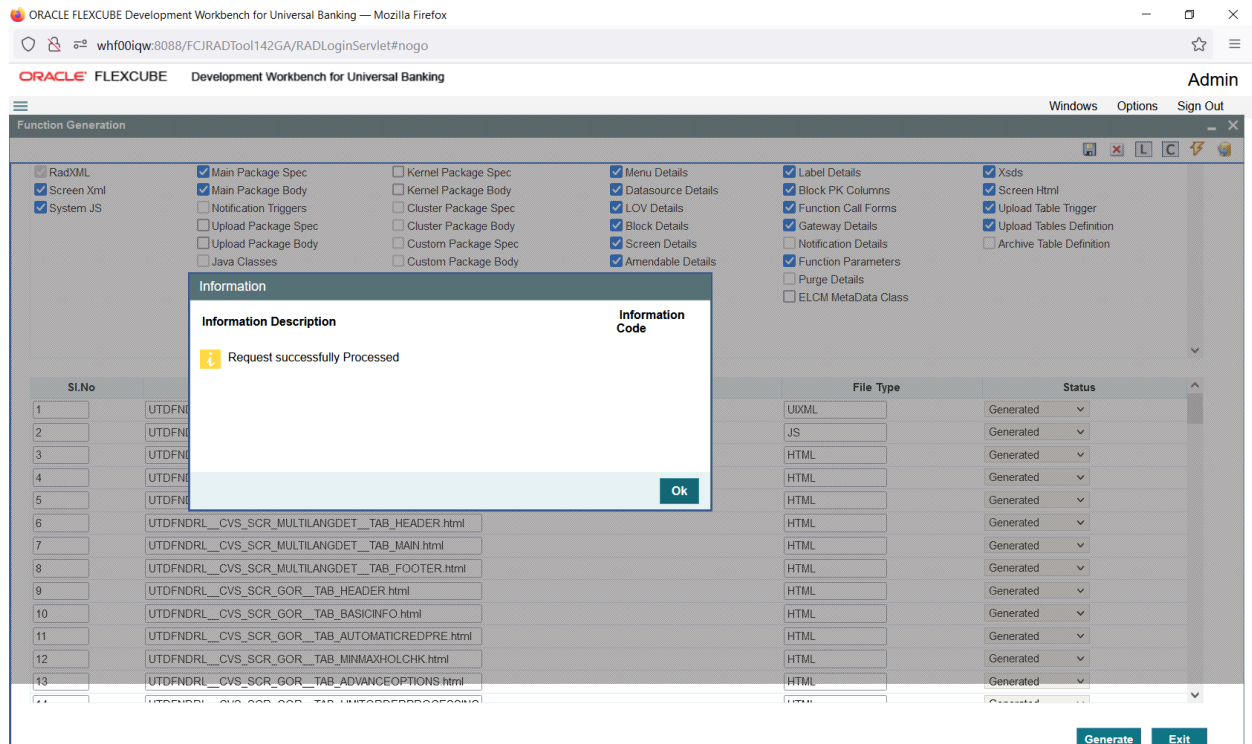 ORACLE FLEXCUBE Development Workbench for Universal Banking — Mozilla Firefox
whf00iqw:8088/FCJRADTool142GA/RADLoginServlet#nogo
ORACLE FLEXCUBE Development Workbench for Universal Banking
Admin
Windows Options Sign Out
Function Generation
L C
RadXML Main Package Spec Kernel Package Spec Menu Details Label Details Xsds
Screen Xml Main Package Body Kernel Package Body Datasource Details Block PK Columns Screen Html
System JS Notification Triggers Cluster Package Spec LOV Details Function Call Forms Upload Table Trigger
Upload Package Spec Cluster Package Body Block Details Gateway Details Upload Tables Definition
Upload Package Body Custom Package Spec Screen Details Notification Details Archive Table Definition
Java Classes Custom Package Body Amendable Details Function Parameters
Purge Details
ELCM MetaData Class
Information
Information Description Information Code
Request successfully Processed
Ok
Sl.No File Type Status
1 UTDFN UIXML Generated
2 UTDFN JS Generated
3 UTDFN HTML Generated
4 UTDFN HTML Generated
5 UTDFN HTML Generated
6 UTDFNDRL__CVS_SCR_MULTILANGDET__TAB_HEADER.html HTML Generated
7 UTDFNDRL__CVS_SCR_MULTILANGDET__TAB_MAIN.html HTML Generated
8 UTDFNDRL__CVS_SCR_MULTILANGDET__TAB_FOOTER.html HTML Generated
9 UTDFNDRL__CVS_SCR_GOR__TAB_HEADER.html HTML Generated
10 UTDFNDRL__CVS_SCR_GOR__TAB_BASICINFO.html HTML Generated
11 UTDFNDRL__CVS_SCR_GOR__TAB_AUTOMATICREDPRE.html HTML Generated
12 UTDFNDRL__CVS_SCR_GOR__TAB_MINMAXHOLCHK.html HTML Generated
13 UTDFNDRL__CVS_SCR_GOR__TAB_ADVANCEOPTIONS.html HTML Generated
Generate Exit